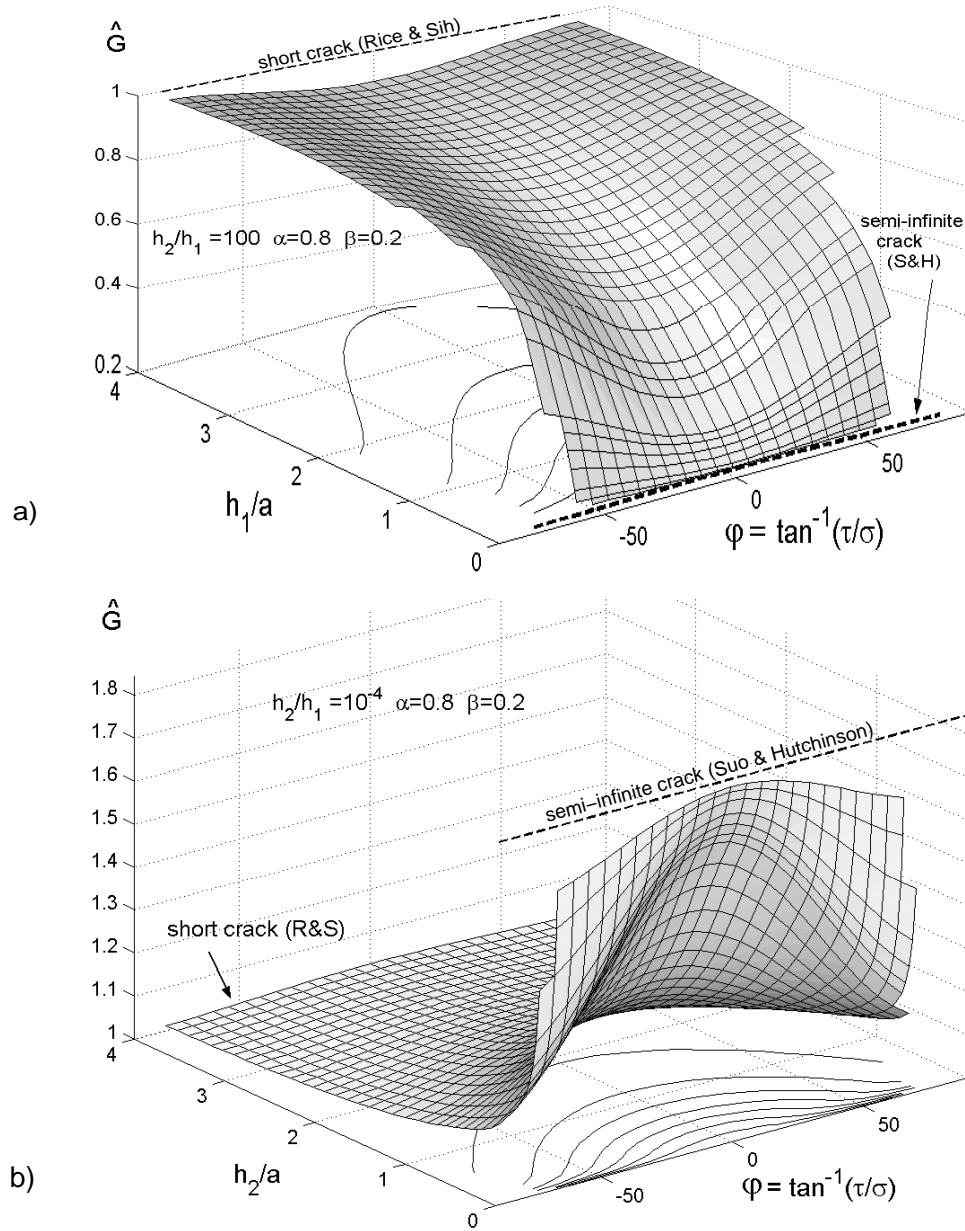 Ĝ
short crack (Rice & Sih)
1
0.8
0.6
0.4
0.2
h₂/h₁ =100 α=0.8 β=0.2
semi-infinite
crack
(S&H)
4
3
2
1
0
h₁/a
-50
0
50
φ = tan⁻¹(τ/σ)
a)
Ĝ
1.8
1.7
1.6
1.5
1.4
1.3
1.2
1.1
1
h₂/h₁ =10⁻⁴ α=0.8 β=0.2
semi–infinite crack (Suo & Hutchinson)
short crack (R&S)
4
3
2
1
0
h₂/a
-50
0
50
φ = tan⁻¹(τ/σ)
b)